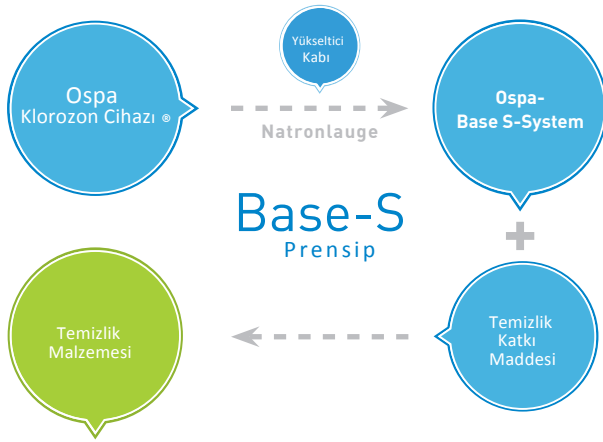 Yükseltici
Kabı
Ospa
Klorozon Cihazı ®
Ospa-
Base S-System
Natronlauge
Base-S
Prensip
Temizlik
Malzemesi
Temizlik
Katkı
Maddesi